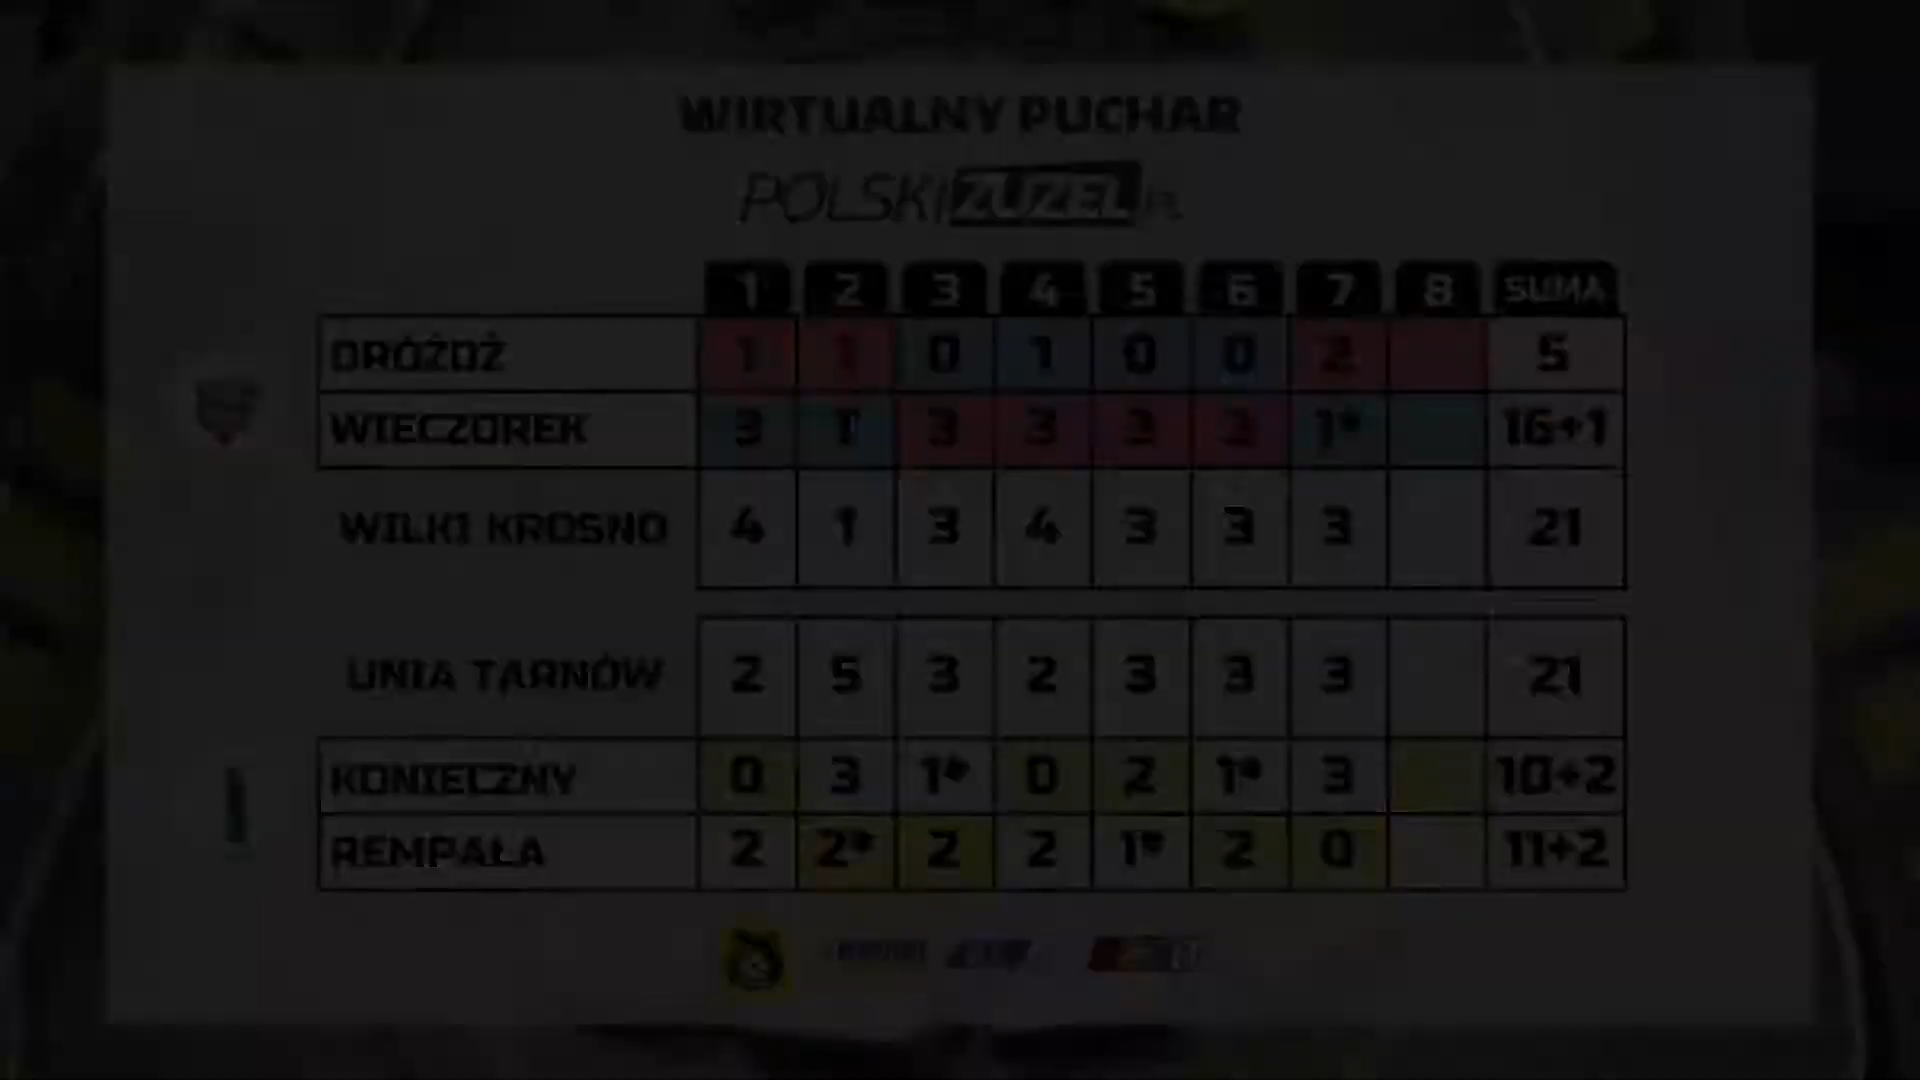 WIRTUALNY PUCHAR
POLSKI ŻUŻEL.PL
1 2 3 4 5 6 7 8 SUMA
DRÓŻDŻ 1 1 0 1 0 0 2 5
WIECZOREK 3 1 3 3 3 3 1* 16+1
WILKI KROSNO 4 1 3 4 3 3 3 21
UNIA TARNÓW 2 5 3 2 3 3 3 21
KONIECZNY 0 3 1* 0 2 1* 3 10+2
REMPAŁA 2 2* 2 2 1* 2 0 11+2